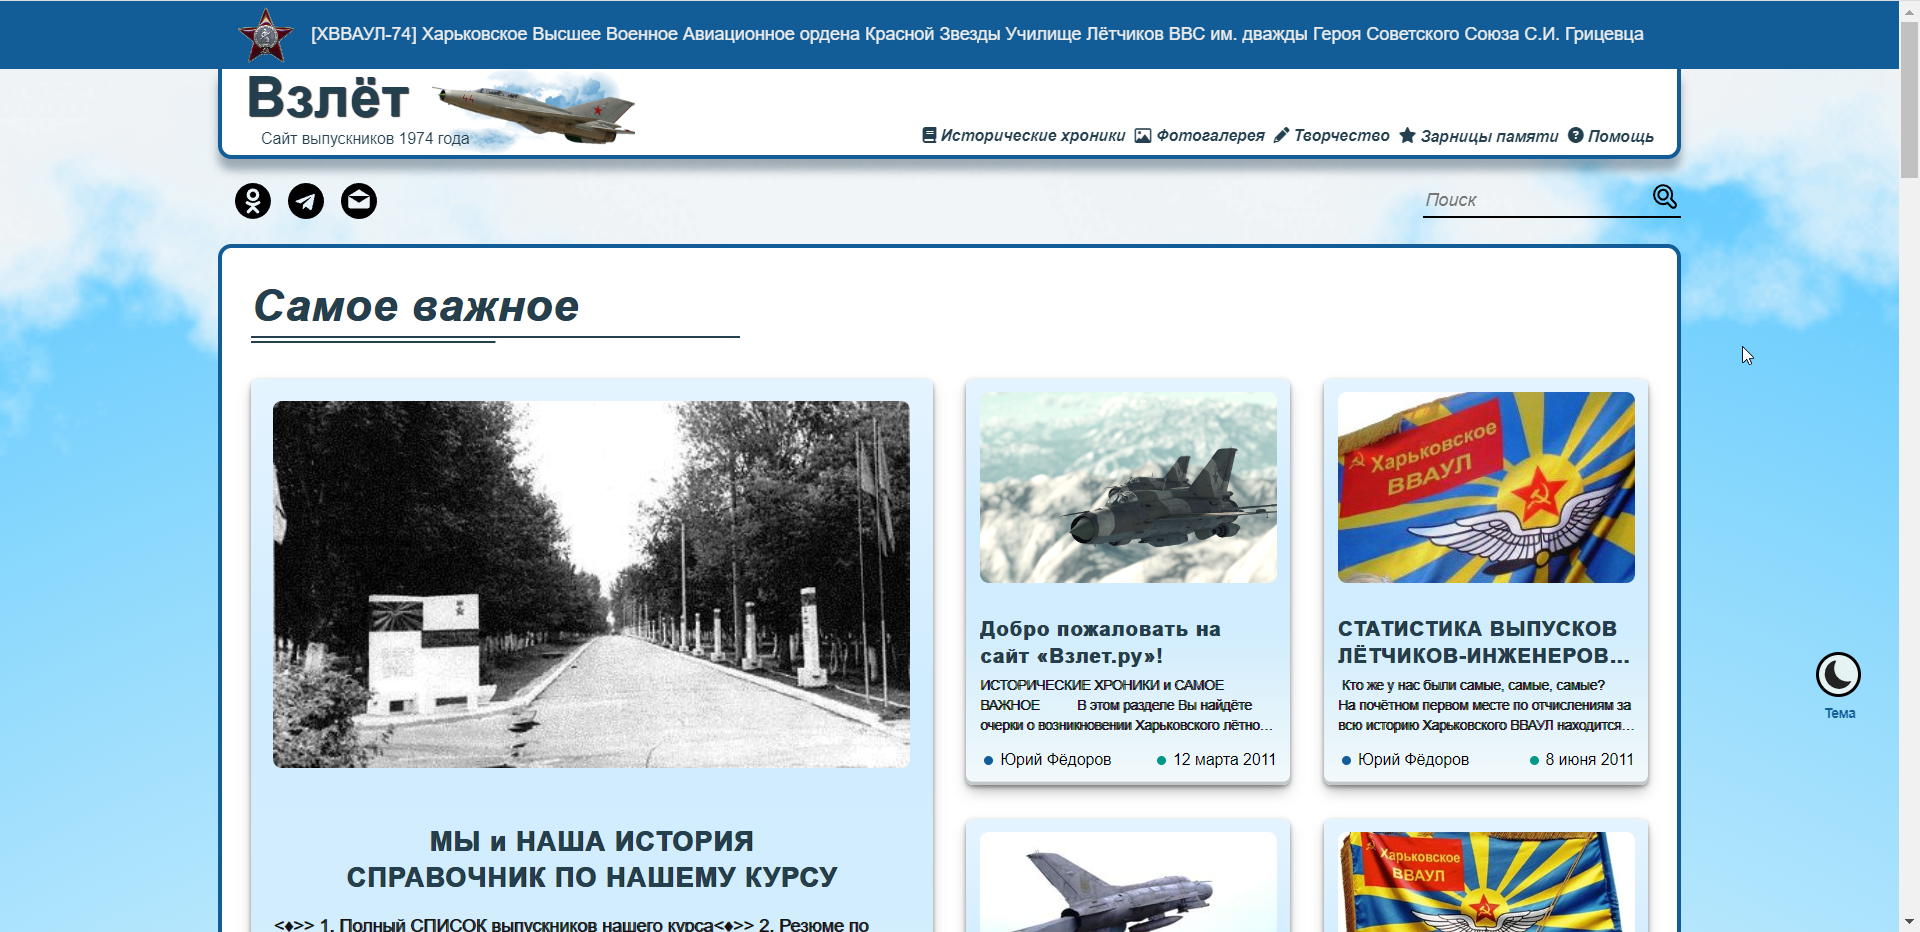 [ХВВАУЛ-74] Харьковское Высшее Военное Авиационное ордена Красной Звезды Училище Лётчиков ВВС им. дважды Героя Советского Союза С.И. Грицевца
Взлёт
44
Сайт выпускников 1974 года
Исторические хроники Фотогалерея Творчество Зарницы памяти Помощь
Поиск
Самое важное
Харьковское
ВВАУЛ
Добро пожаловать на
сайт «Взлет.ру»!
ИСТОРИЧЕСКИЕ ХРОНИКИ и САМОЕ
ВАЖНОЕ В этом разделе Вы найдёте
очерки о возникновении Харьковского лётно...
Юрий Фёдоров 12 марта 2011
СТАТИСТИКА ВЫПУСКОВ
ЛЁТЧИКОВ-ИНЖЕНЕРОВ...
Кто же у нас были самые, самые, самые?
На почётном первом месте по отчислениям за
всю историю Харьковского ВВАУЛ находится...
Юрий Фёдоров 8 июня 2011
Тема
МЫ и НАША ИСТОРИЯ
СПРАВОЧНИК ПО НАШЕМУ КУРСУ
<♦>> 1. Полный СПИСОК выпускников нашего курса<♦>> 2. Резюме по
Харьковское
ВВАУЛ